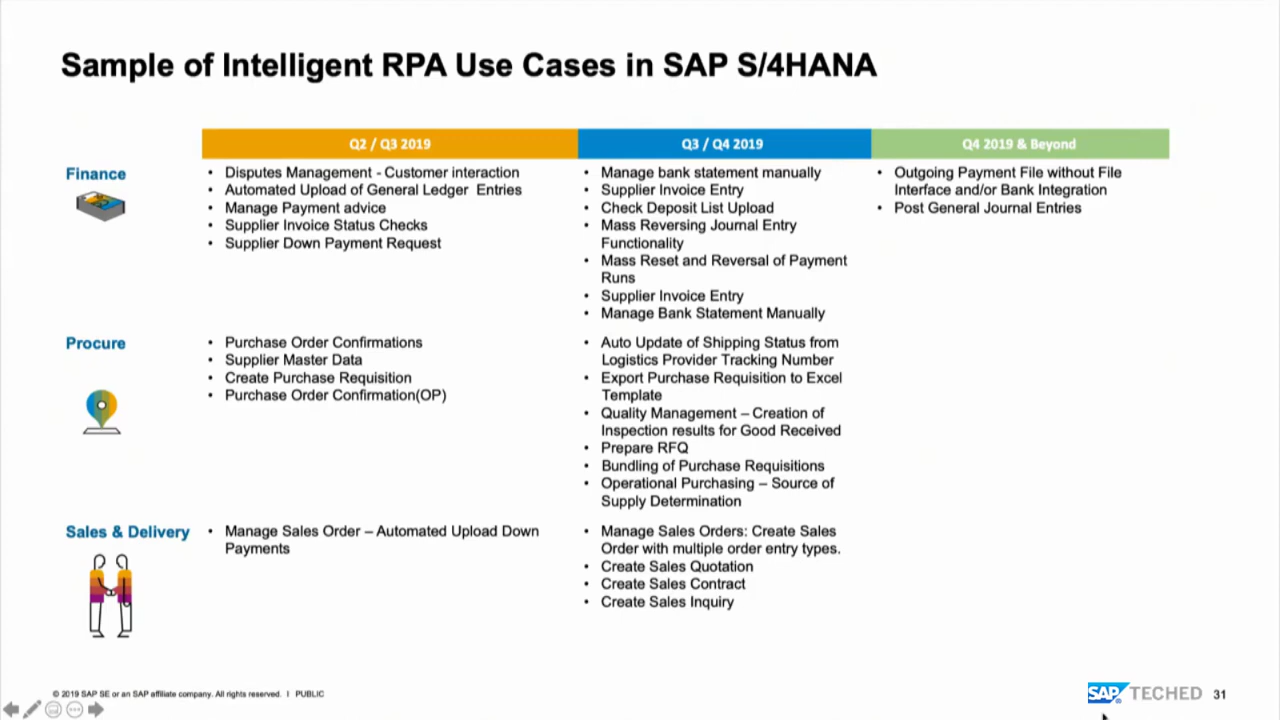 Sample of Intelligent RPA Use Cases in SAP S/4HANA
Q2 / Q3 2019
Q3 / Q4 2019
Q4 2019 & Beyond
Finance
• Disputes Management - Customer interaction
• Automated Upload of General Ledger Entries
• Manage Payment advice
• Supplier Invoice Status Checks
• Supplier Down Payment Request
• Manage bank statement manually
• Supplier Invoice Entry
• Check Deposit List Upload
• Mass Reversing Journal Entry
Functionality
• Mass Reset and Reversal of Payment
Runs
• Supplier Invoice Entry
• Manage Bank Statement Manually
• Outgoing Payment File without File
Interface and/or Bank Integration
• Post General Journal Entries
Procure
• Purchase Order Confirmations
• Supplier Master Data
• Create Purchase Requisition
• Purchase Order Confirmation(OP)
• Auto Update of Shipping Status from
Logistics Provider Tracking Number
• Export Purchase Requisition to Excel
Template
• Quality Management – Creation of
Inspection results for Good Received
• Prepare RFQ
• Bundling of Purchase Requisitions
• Operational Purchasing – Source of
Supply Determination
Sales & Delivery
• Manage Sales Order – Automated Upload Down
Payments
• Manage Sales Orders: Create Sales
Order with multiple order entry types.
• Create Sales Quotation
• Create Sales Contract
• Create Sales Inquiry
© 2019 SAP SE or an SAP affiliate company. All rights reserved. I PUBLIC
SAP TECHED 31